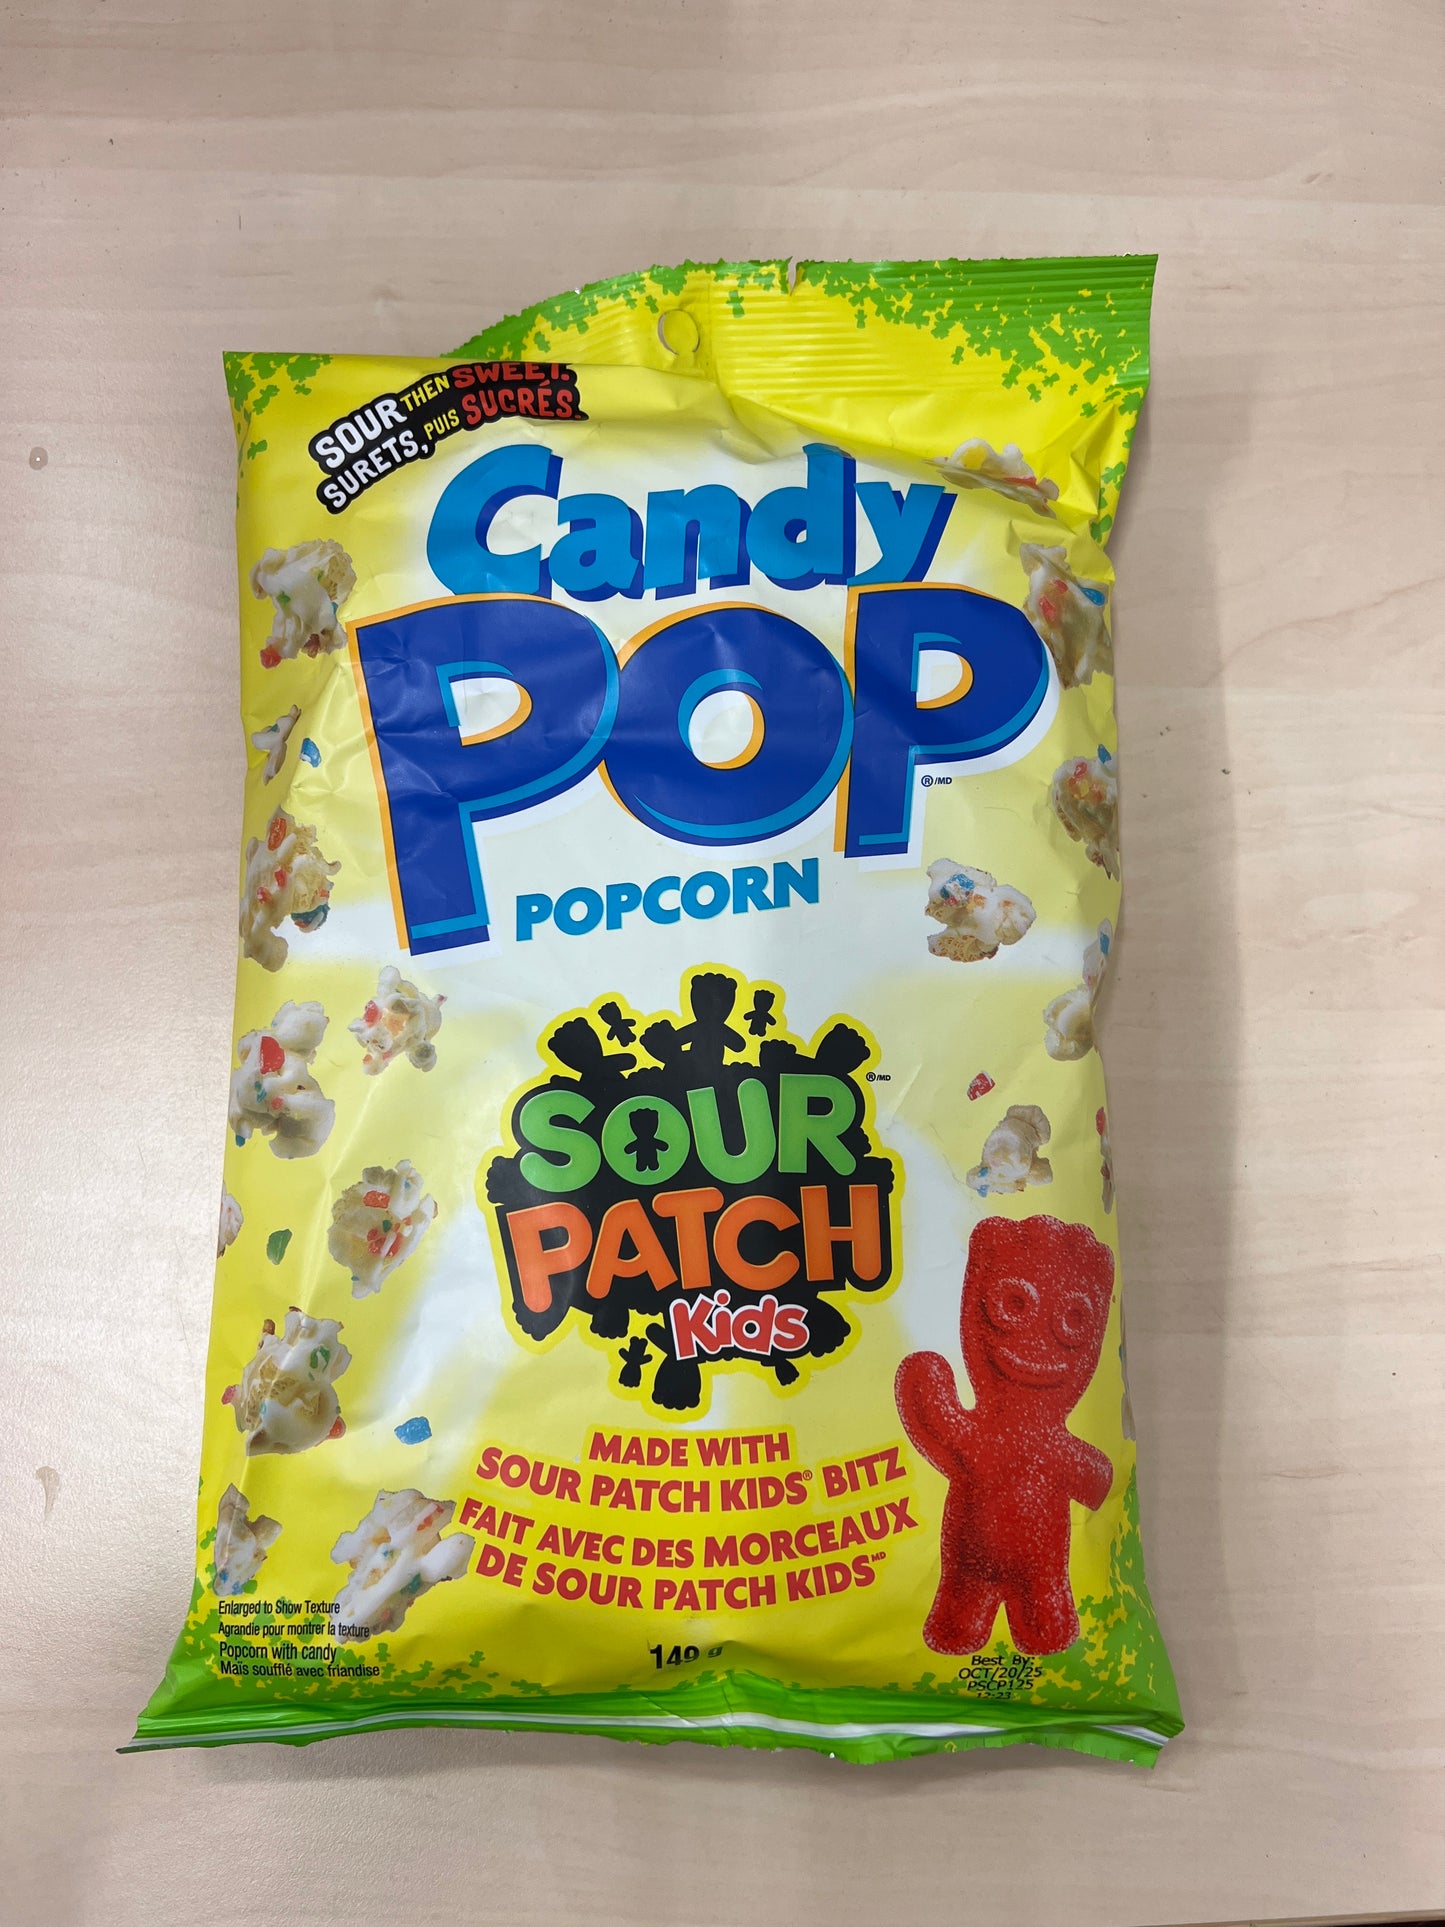 SOUR THEN SWEET.
SURETS, PUIS SUCRÉS.
Candy
POP
®/MD
POPCORN
®/MD
SOUR
PATCH
Kids
MADE WITH
SOUR PATCH KIDS® BITZ
FAIT AVEC DES MORCEAUX
DE SOUR PATCH KIDS MD
Enlarged to Show Texture
Agrandie pour montrer la texture
Popcorn with candy
Maïs soufflé avec friandise
149 g
Best By:
OCT/20/25
PSCP125
12:23